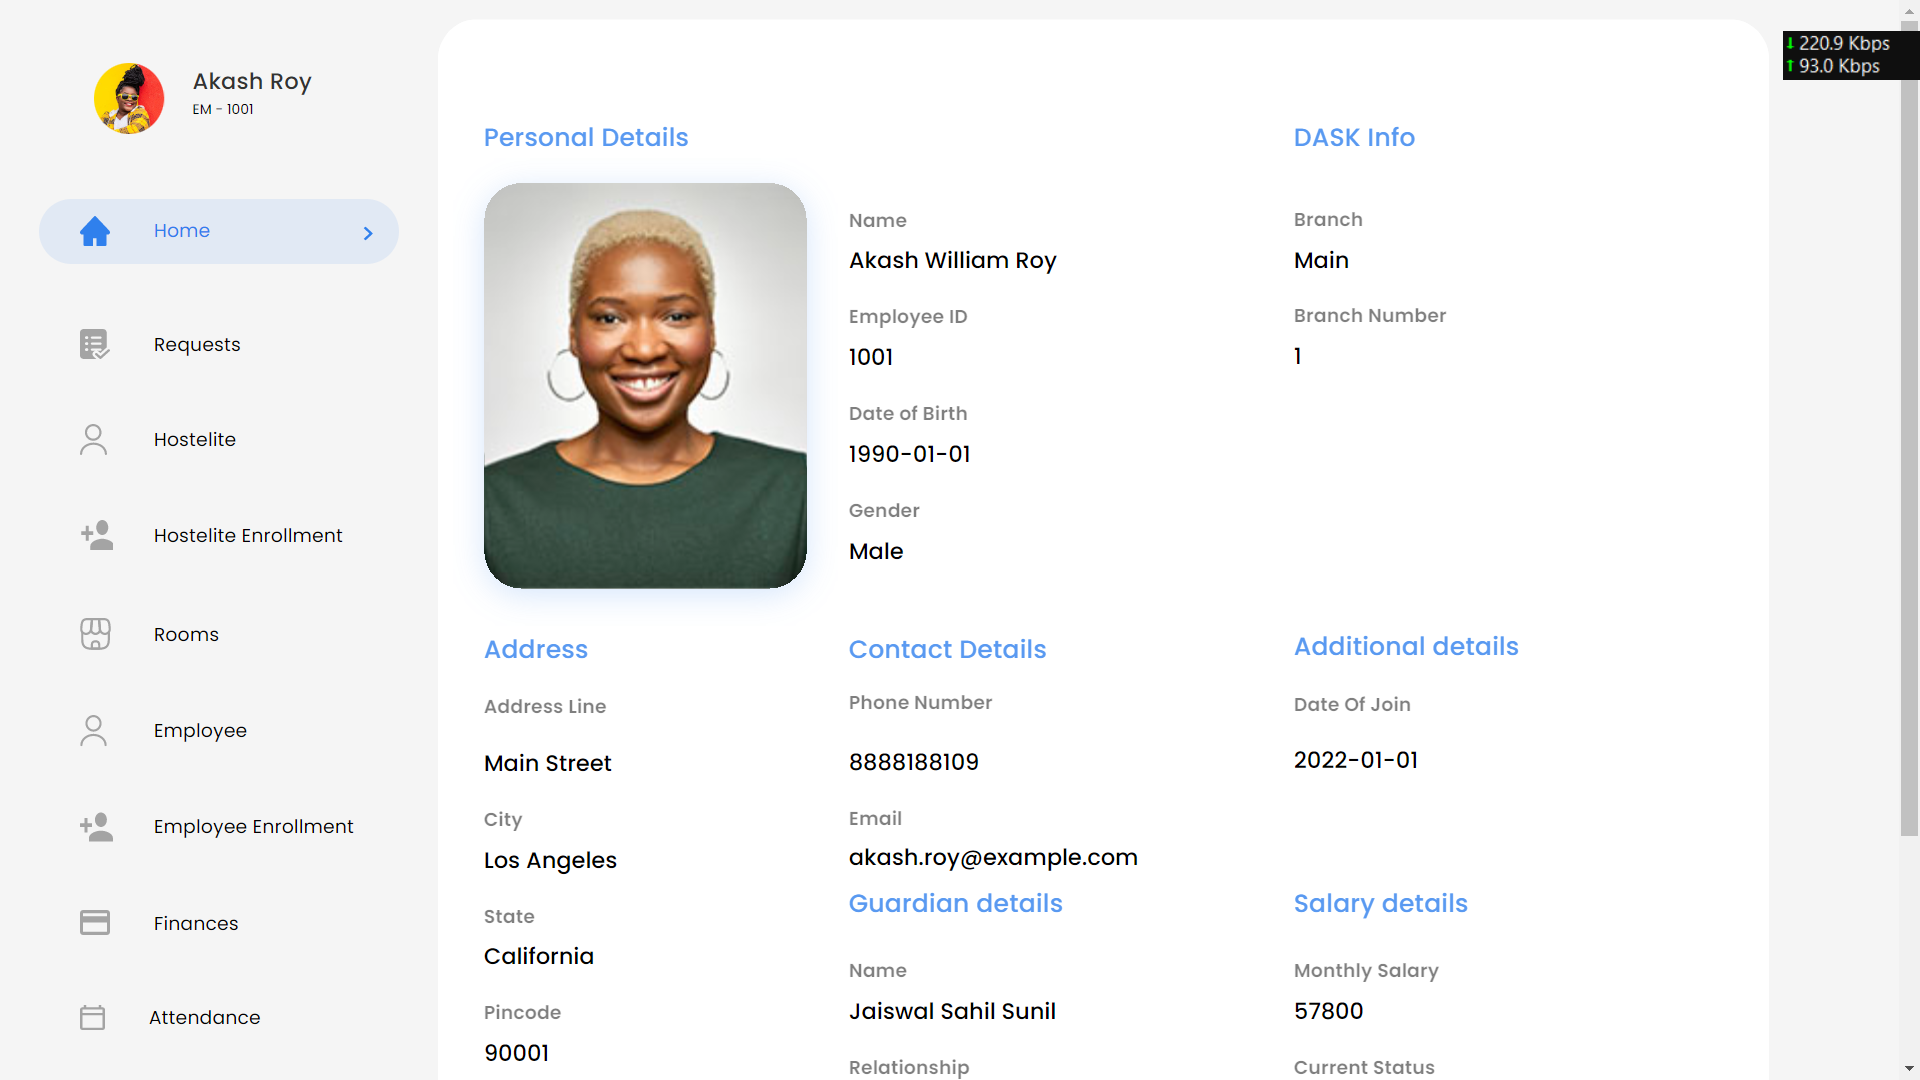 Akash Roy
EM - 1001
Home
Requests
Hostelite
Hostelite Enrollment
Rooms
Employee
Employee Enrollment
Finances
Attendance
Personal Details
Name
Akash William Roy
Employee ID
1001
Date of Birth
1990-01-01
Gender
Male
DASK Info
Branch
Main
Branch Number
1
Address
Address Line
Main Street
City
Los Angeles
State
California
Pincode
90001
Contact Details
Phone Number
8888188109
Email
akash.roy@example.com
Guardian details
Name
Jaiswal Sahil Sunil
Relationship
Additional details
Date Of Join
2022-01-01
Salary details
Monthly Salary
57800
Current Status
220.9 Kbps
93.0 Kbps